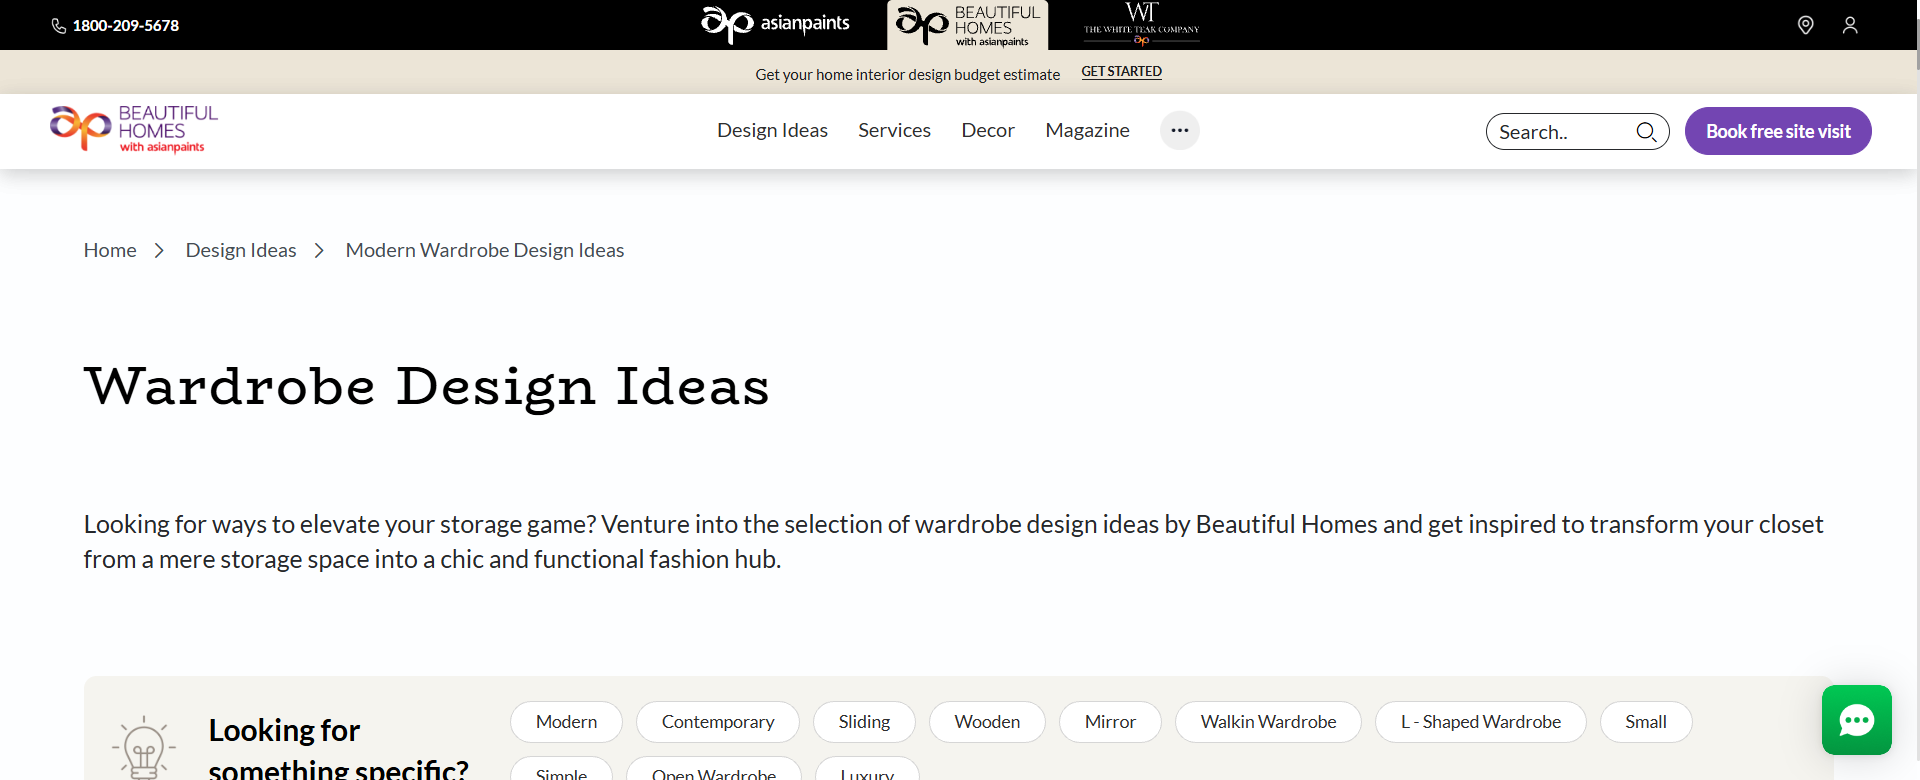 1800-209-5678
asianpaints
BEAUTIFUL
HOMES
with asianpaints
WT
THE WHITE TEAK COMPANY
Get your home interior design budget estimate GET STARTED
BEAUTIFUL
HOMES
with asianpaints
Design Ideas Services Decor Magazine
Search..
Book free site visit
Home Design Ideas Modern Wardrobe Design Ideas
Wardrobe Design Ideas
Looking for ways to elevate your storage game? Venture into the selection of wardrobe design ideas by Beautiful Homes and get inspired to transform your closet
from a mere storage space into a chic and functional fashion hub.
Looking for
something specific?
Modern Contemporary Sliding Wooden Mirror Walkin Wardrobe L - Shaped Wardrobe Small
Simple Open Wardrobe Luxury